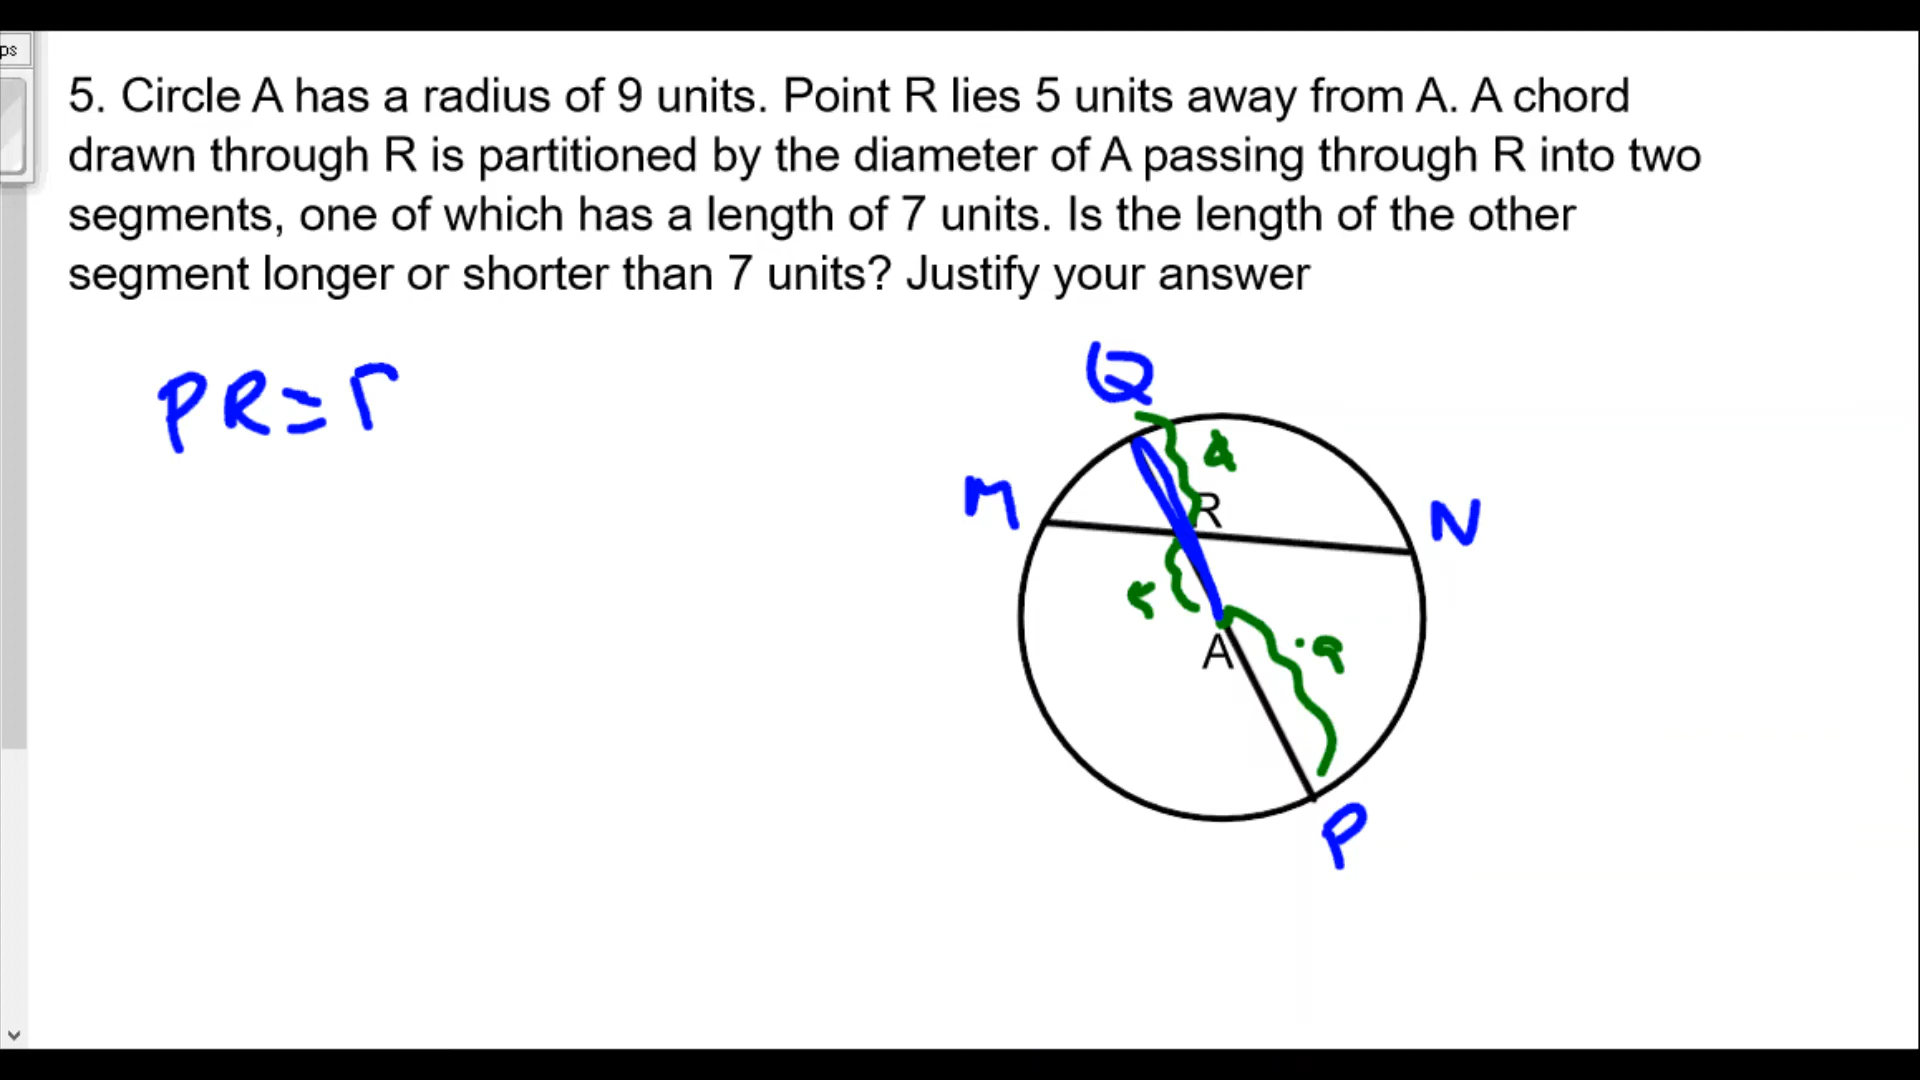 ps
5. Circle A has a radius of 9 units. Point R lies 5 units away from A. A chord
drawn through R is partitioned by the diameter of A passing through R into two
segments, one of which has a length of 7 units. Is the length of the other
segment longer or shorter than 7 units? Justify your answer
PR=
Q
4
M
R
N
5
A
9
P